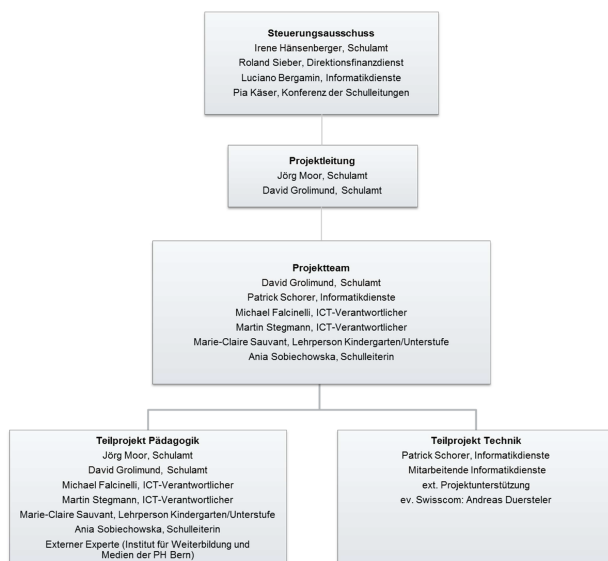 Steuerungsausschuss
Irene Hänsenberger, Schulamt
Roland Sieber, Direktionsfinanzdienst
Luciano Bergamin, Informatikdienste
Pia Käser, Konferenz der Schulleitungen
Projektleitung
Jörg Moor, Schulamt
David Grolimund, Schulamt
Projektteam
David Grolimund, Schulamt
Patrick Schorer, Informatikdienste
Michael Falcinelli, ICT-Verantwortlicher
Martin Stegmann, ICT-Verantwortlicher
Marie-Claire Sauvant, Lehrperson Kindergarten/Unterstufe
Ania Sobiechowska, Schulleiterin
Teilprojekt Pädagogik
Jörg Moor, Schulamt
David Grolimund, Schulamt
Michael Falcinelli, ICT-Verantwortlicher
Martin Stegmann, ICT-Verantwortlicher
Marie-Claire Sauvant, Lehrperson Kindergarten/Unterstufe
Ania Sobiechowska, Schulleiterin
Externer Experte (Institut für Weiterbildung und
Medien der PH Bern)
Teilprojekt Technik
Patrick Schorer, Informatikdienste
Mitarbeitende Informatikdienste
ext. Projektunterstützung
ev. Swisscom: Andreas Duersteler